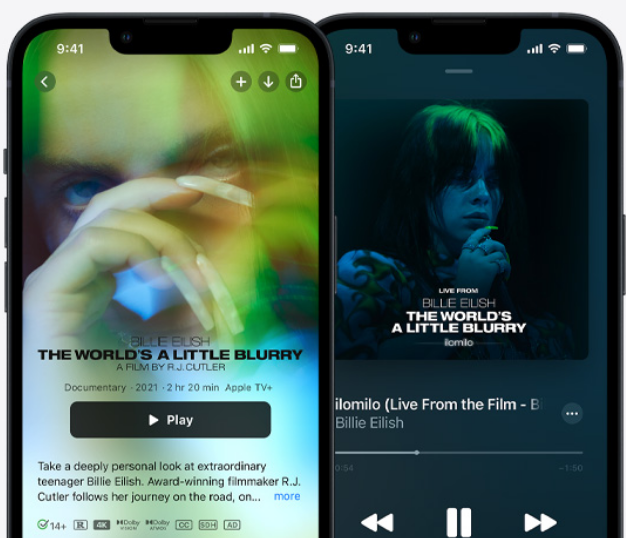 9:41
BILLIE EILISH
THE WORLD'S A LITTLE BLURRY
A FILM BY R.J. CUTLER
Documentary · 2021 · 2 hr 20 min Apple TV+
Play
Take a deeply personal look at extraordinary
teenager Billie Eilish. Award-winning filmmaker R.J.
Cutler follows her journey on the road, on... more
14+ R 4K Dolby VISION Dolby ATMOS CC SDH AD
9:41
LIVE FROM
BILLIE EILISH
THE WORLD'S
A LITTLE BLURRY
ilomilo
ilomilo (Live From the Film - Bi
Billie Eilish
0:54 -1:50